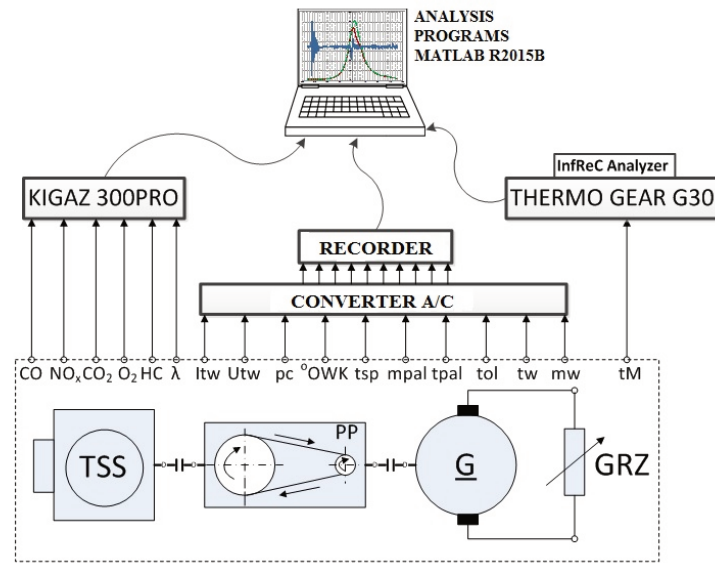 ANALYSIS
PROGRAMS
MATLAB R2015B
InfReC Analyzer
KIGAZ 300PRO
THERMO GEAR G30
RECORDER
CONVERTER A/C
CO NOx CO2 O2 HC λ Itw Utw pc °OWK tsp mpal tpal tol tw mw tM
TSS
PP
G
GRZ